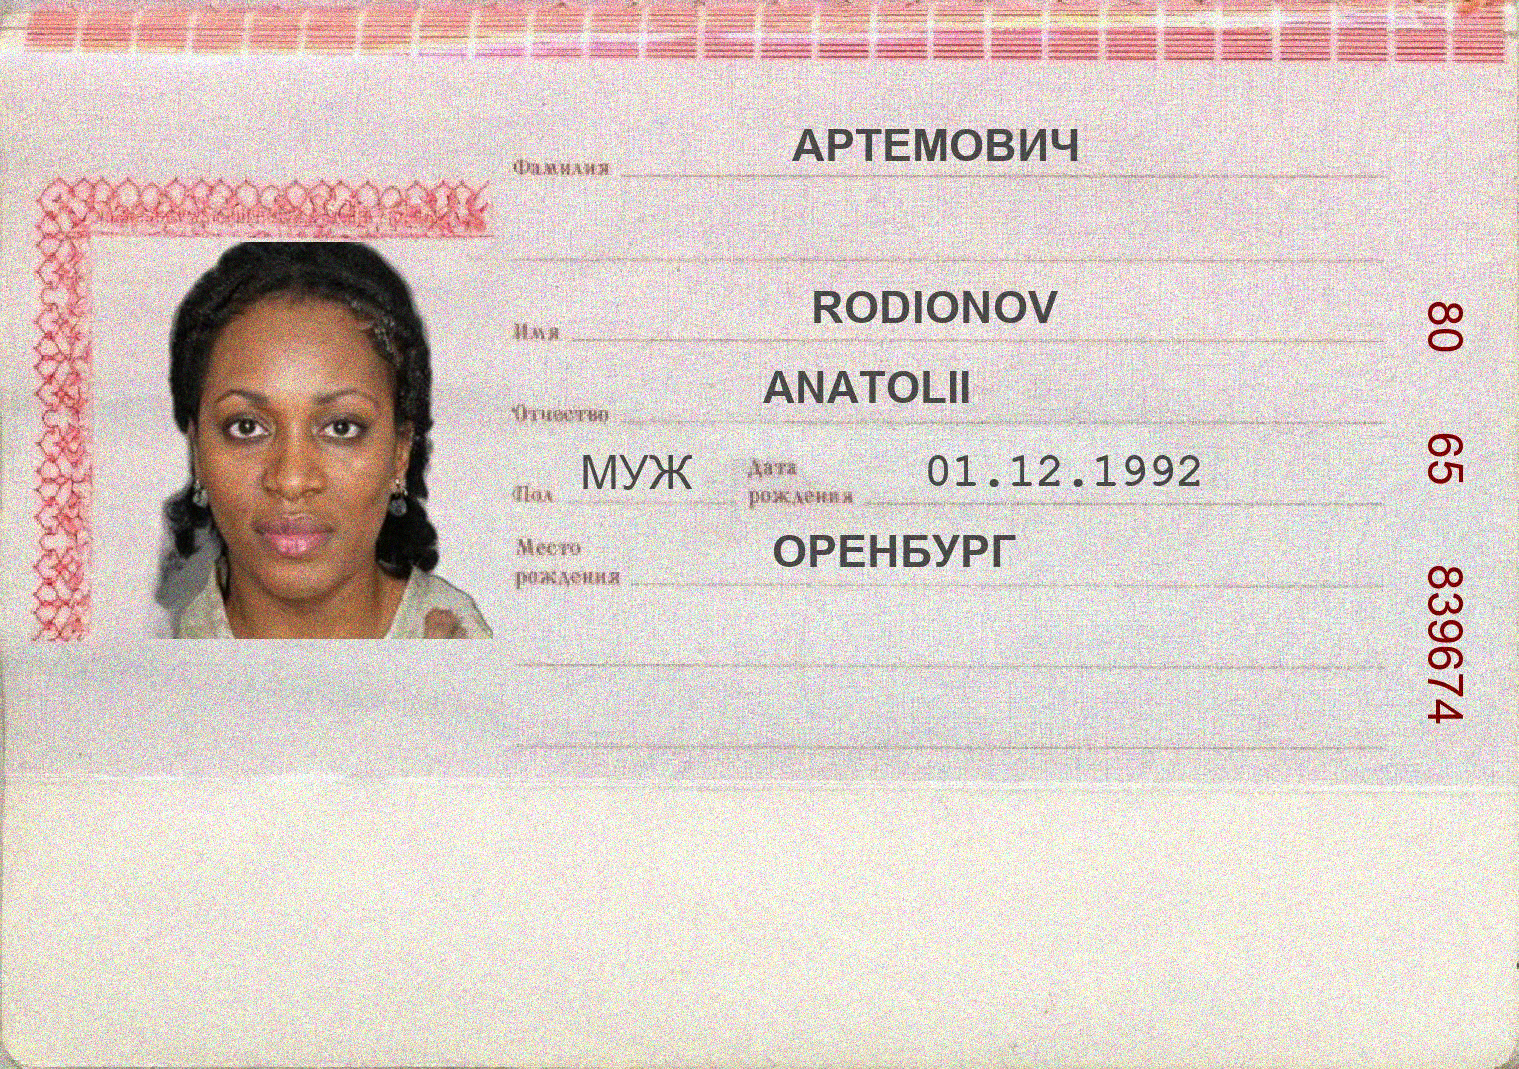 Фамилия АРТЕМОВИЧ
Имя RODIONOV
Отчество ANATOLII
Пол МУЖ Дата рождения 01.12.1992
Место рождения ОРЕНБУРГ
80 65 839674